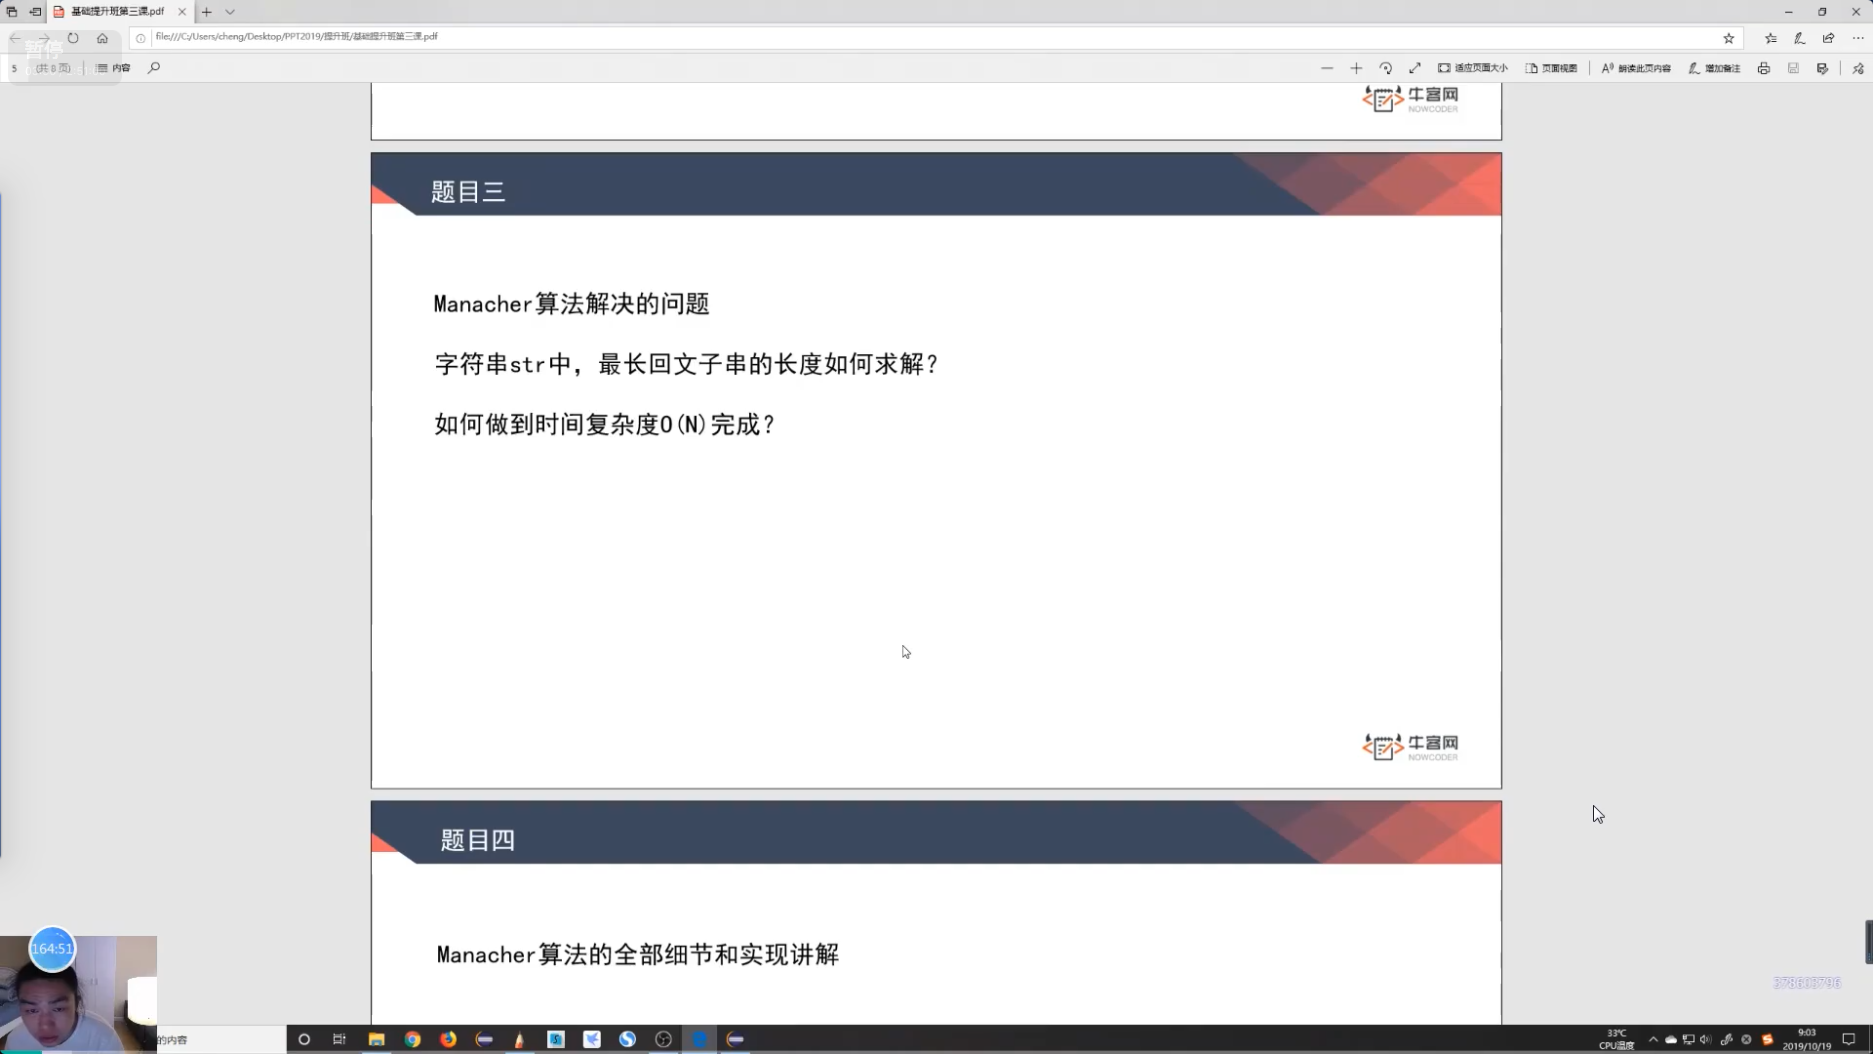 基础提升班第三课.pdf
file:///C:/Users/cheng/Desktop/PPT2019/提升班/基础提升班第三课.pdf
暂停
5 (共 8 页) 内容 适应页面大小 页面视图 朗读此页内容 增加备注
牛客网
NOWCODER
题目三
Manacher算法解决的问题
字符串str中，最长回文子串的长度如何求解？
如何做到时间复杂度O(N)完成？
牛客网
NOWCODER
题目四
Manacher算法的全部细节和实现讲解
164:51
378603796
的内容
33℃
CPU温度
9:03
2019/10/19